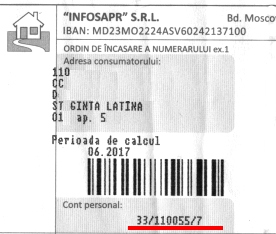 "INFOSAPR" S.R.L. Bd. Mosco
IBAN: MD23MO2224ASV60242137100
ORDIN DE ÎNCASARE A NUMERARULUI ex.1
Adresa consumatorului:
110
CC
D
ST GINTA LATINA
01 ap. 5
Perioada de calcul
06.2017
Cont personal:
33/110055/7